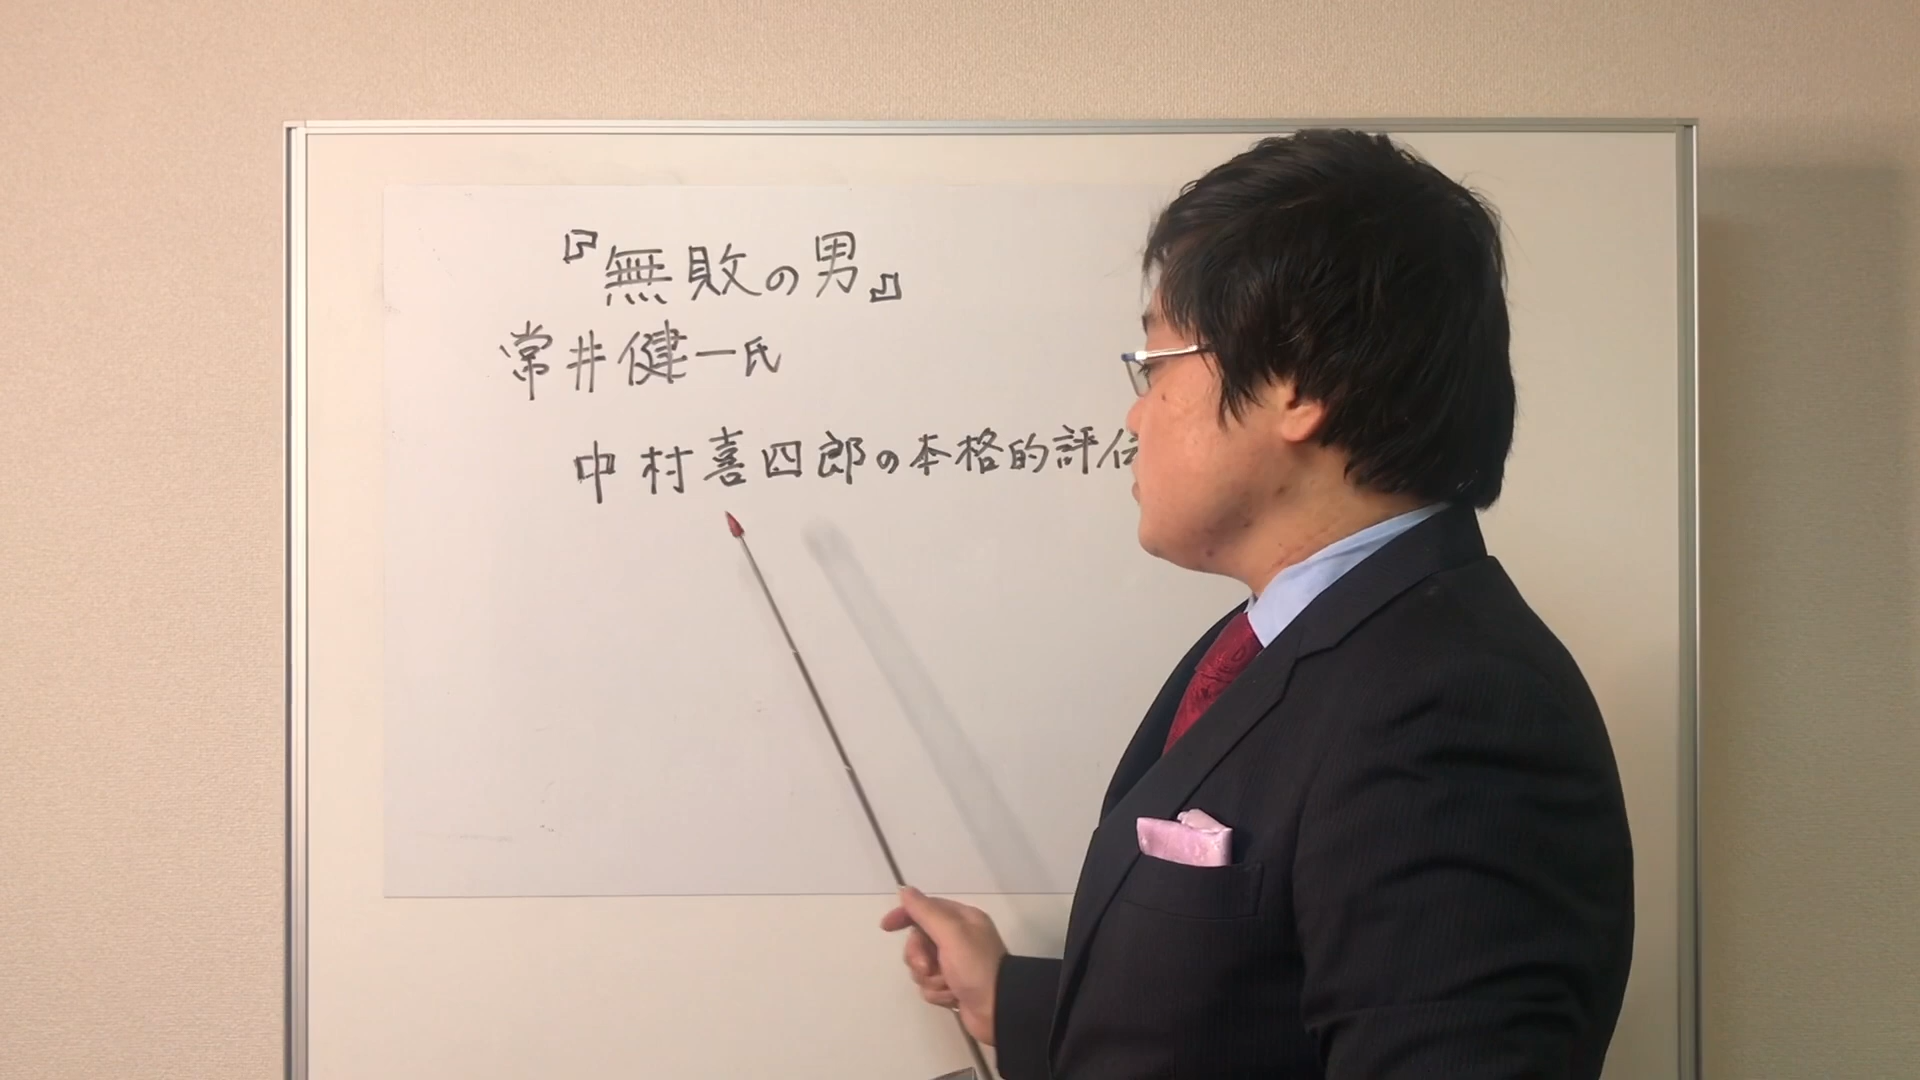 『無敗の男』
常井健一氏
中村喜四郎の本格的評